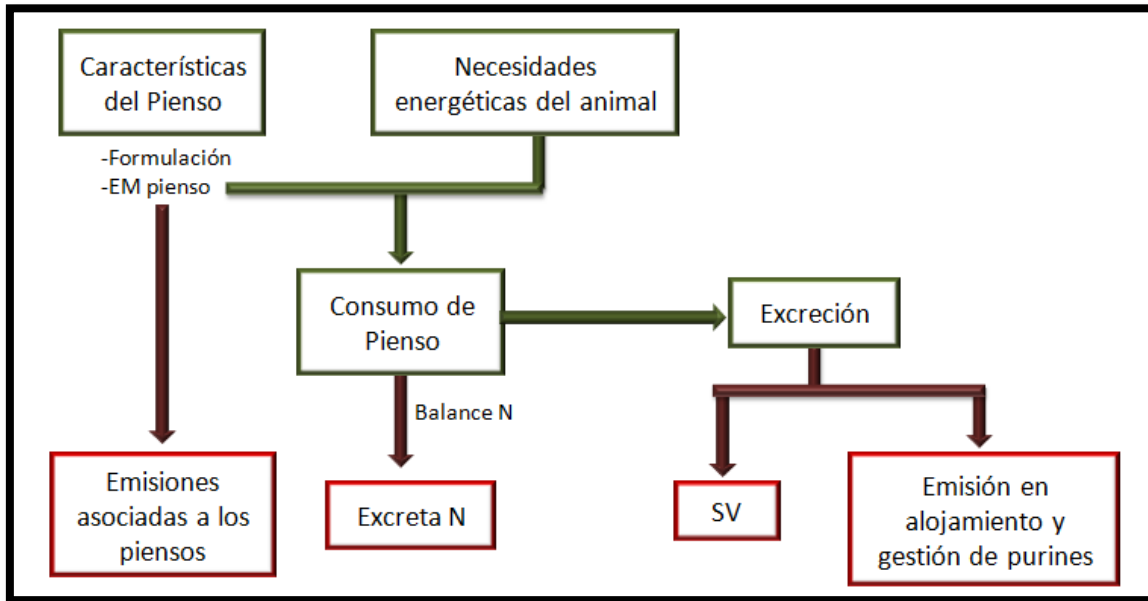 Características
del Pienso
Necesidades
energéticas del animal
-Formulación
-EM pienso
Consumo de
Pienso
Excreción
Balance N
Emisiones
asociadas a los
piensos
Excreta N
SV
Emisión en
alojamiento y
gestión de purines